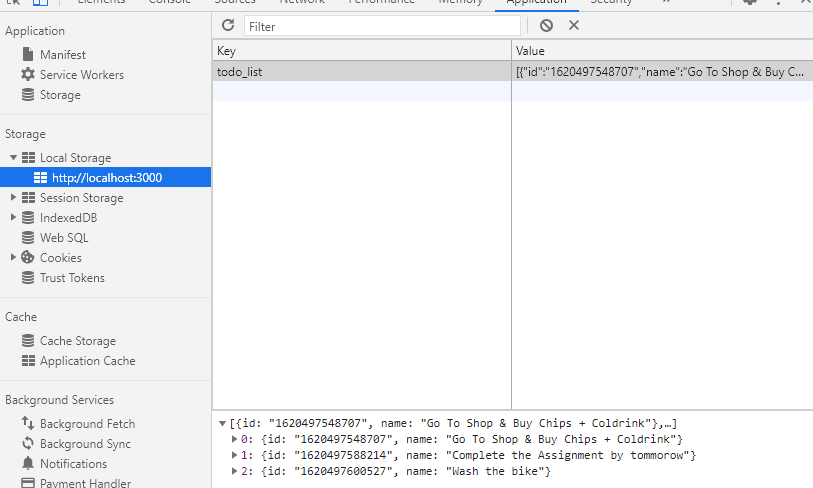 Elements Console Sources Network Performance Memory Application Security »
Application
Manifest
Service Workers
Storage
Storage
Local Storage
http://localhost:3000
Session Storage
IndexedDB
Web SQL
Cookies
Trust Tokens
Cache
Cache Storage
Application Cache
Background Services
Background Fetch
Background Sync
Notifications
Payment Handler
Filter
Key Value
todo_list [{"id":"1620497548707","name":"Go To Shop & Buy C...
[{id: "1620497548707", name: "Go To Shop & Buy Chips + Coldrink"},…]
0: {id: "1620497548707", name: "Go To Shop & Buy Chips + Coldrink"}
1: {id: "1620497588214", name: "Complete the Assignment by tommorow"}
2: {id: "1620497600527", name: "Wash the bike"}